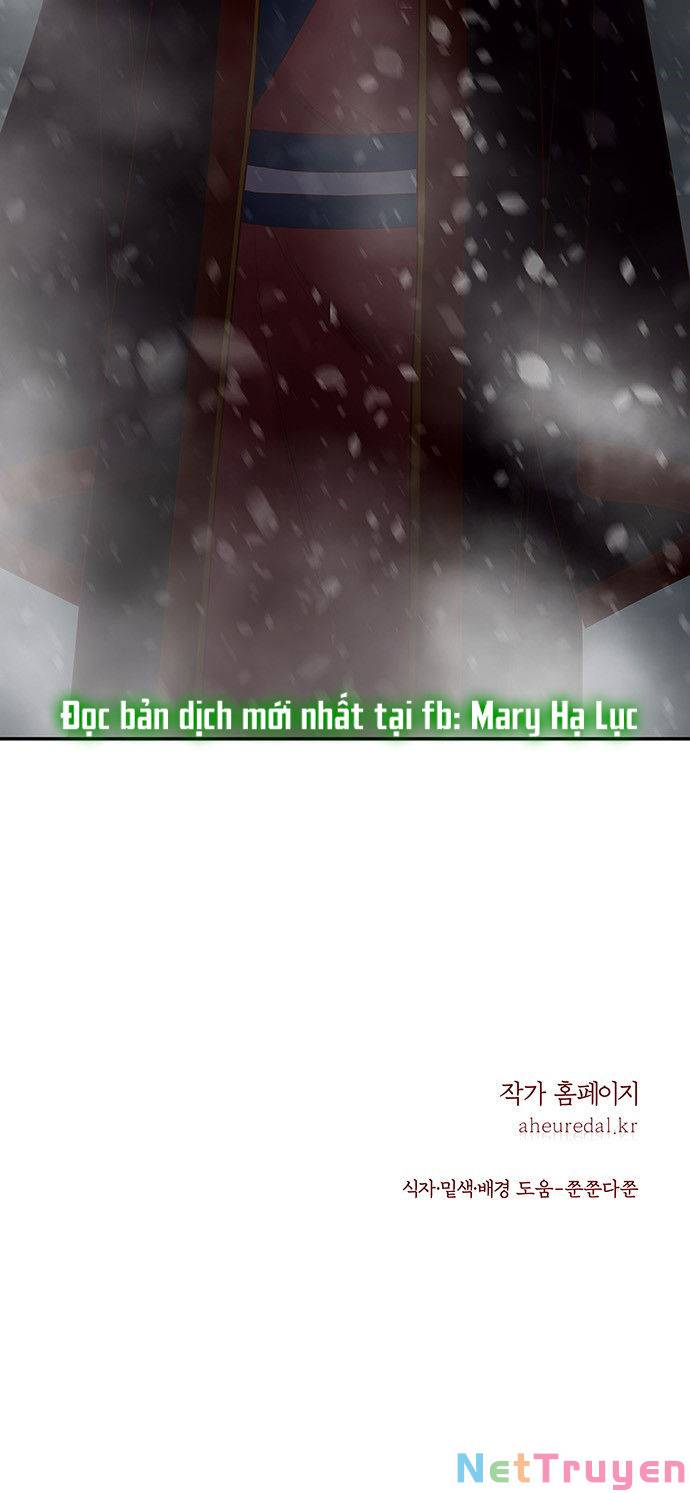 Đọc bản dịch mới nhất tại fb: Mary Hạ Lục
작가 홈페이지
aheuredal.kr
식자·밑색·배경 도움-쭌쭌다쭌
NetTruyen